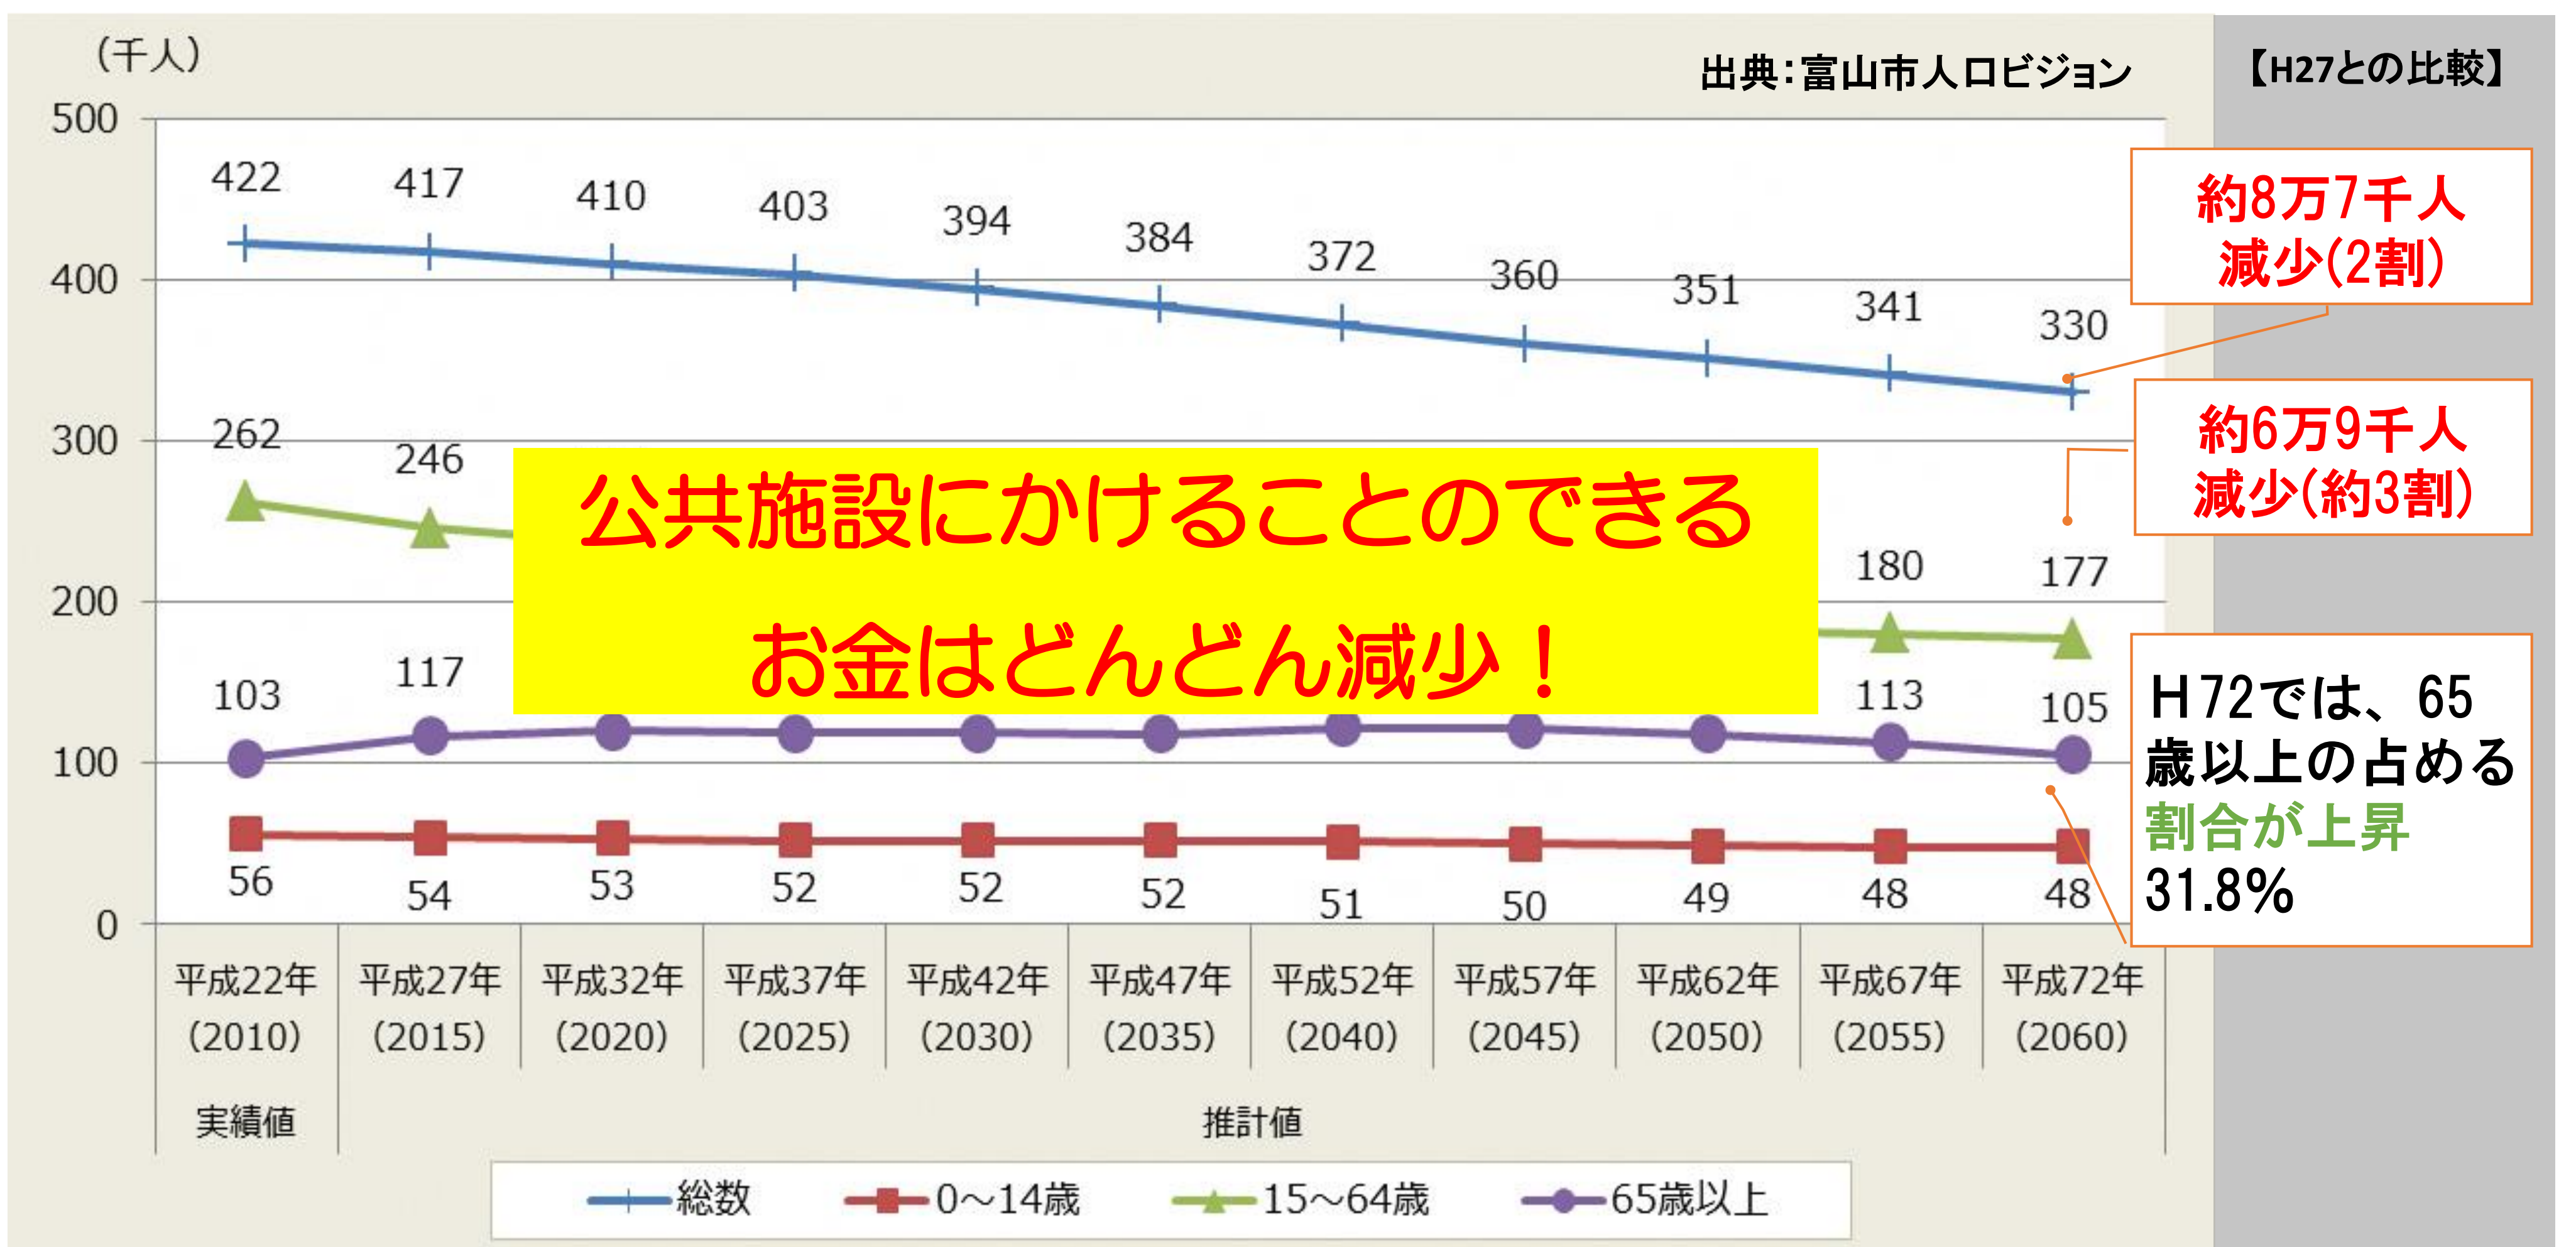 (千人)
出典：富山市人口ビジョン
【H27との比較】
500
400
300
200
100
0
422
417
410
403
394
384
372
360
351
341
330
262
246
180
177
103
117
113
105
56
54
53
52
52
52
51
50
49
48
48
公共施設にかけることのできる
お金はどんどん減少！
約8万7千人
減少(2割)
約6万9千人
減少(約3割)
H72では、65
歳以上の占める
割合が上昇
31.8%
平成22年
(2010)
平成27年
(2015)
平成32年
(2020)
平成37年
(2025)
平成42年
(2030)
平成47年
(2035)
平成52年
(2040)
平成57年
(2045)
平成62年
(2050)
平成67年
(2055)
平成72年
(2060)
実績値
推計値
総数
0～14歳
15～64歳
65歳以上